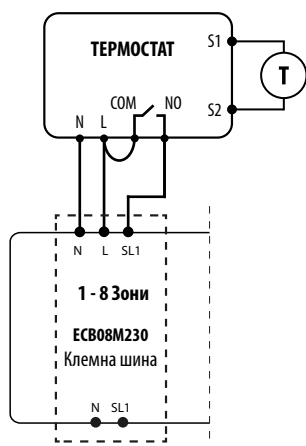 ТЕРМОСТАТ
S1
T
COM NO
S2
N L
N L SL1
1 - 8 Зони
ECB08M230
Клемна шина
N SL1